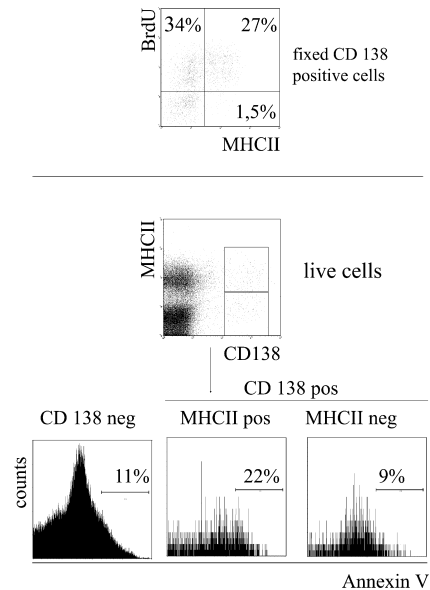 34% 27%
BrdU
fixed CD 138
positive cells
1,5%
MHCII
MHCII
live cells
CD138
CD 138 pos
CD 138 neg MHCII pos MHCII neg
counts
11% 22% 9%
Annexin V